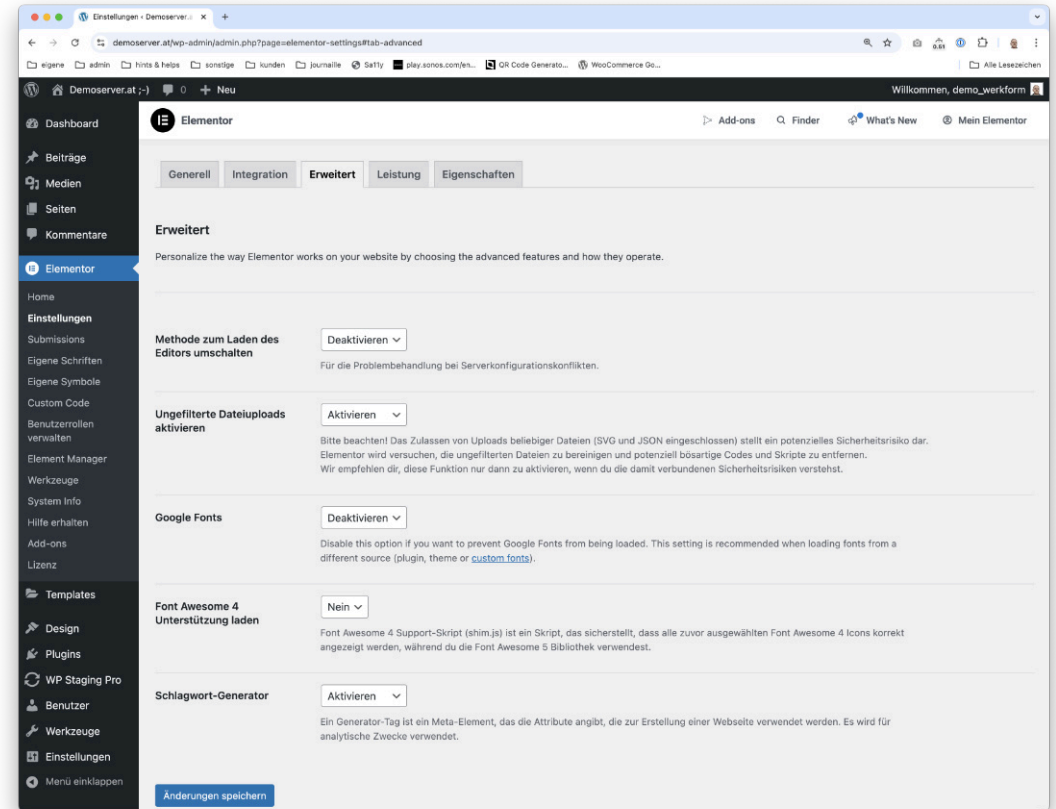 Einstellungen ‹ Demoserver.a
demoserver.at/wp-admin/admin.php?page=elementor-settings#tab-advanced
0.51
eigene admin hints & helps sonstige kunden journaille Sa11y play.sonos.com/en... QR Code Generato... WooCommerce Go... Alle Lesezeichen
Demoserver.at ;-) 0 + Neu Willkommen, demo_werkform
Dashboard
Beiträge
Medien
Seiten
Kommentare
Elementor
Home
Einstellungen
Submissions
Eigene Schriften
Eigene Symbole
Custom Code
Benutzerrollen
verwalten
Element Manager
Werkzeuge
System Info
Hilfe erhalten
Add-ons
Lizenz
Templates
Design
Plugins
WP Staging Pro
Benutzer
Werkzeuge
Einstellungen
Menü einklappen
Elementor Add-ons Finder What's New Mein Elementor
Generell Integration Erweitert Leistung Eigenschaften
Erweitert
Personalize the way Elementor works on your website by choosing the advanced features and how they operate.
Methode zum Laden des
Editors umschalten
Deaktivieren
Für die Problembehandlung bei Serverkonfigurationskonflikten.
Ungefilterte Dateiuploads
aktivieren
Aktivieren
Bitte beachten! Das Zulassen von Uploads beliebiger Dateien (SVG und JSON eingeschlossen) stellt ein potenzielles Sicherheitsrisiko dar.
Elementor wird versuchen, die ungefilterten Dateien zu bereinigen und potenziell bösartige Codes und Skripte zu entfernen.
Wir empfehlen dir, diese Funktion nur dann zu aktivieren, wenn du die damit verbundenen Sicherheitsrisiken verstehst.
Google Fonts
Deaktivieren
Disable this option if you want to prevent Google Fonts from being loaded. This setting is recommended when loading fonts from a
different source (plugin, theme or custom fonts).
Font Awesome 4
Unterstützung laden
Nein
Font Awesome 4 Support-Skript (shim.js) ist ein Skript, das sicherstellt, dass alle zuvor ausgewählten Font Awesome 4 Icons korrekt
angezeigt werden, während du die Font Awesome 5 Bibliothek verwendest.
Schlagwort-Generator
Aktivieren
Ein Generator-Tag ist ein Meta-Element, das die Attribute angibt, die zur Erstellung einer Webseite verwendet werden. Es wird für
analytische Zwecke verwendet.
Änderungen speichern